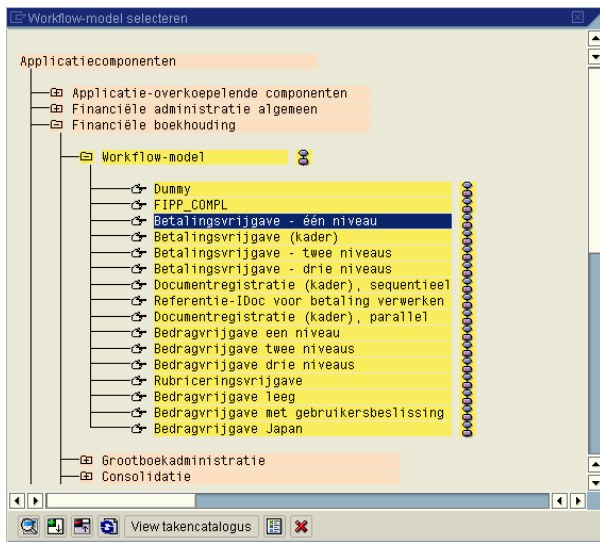 Workflow-model selecteren
Applicatiecomponenten
Applicatie-overkoepelende componenten
Financiële administratie algemeen
Financiële boekhouding
Workflow-model
Dummy
FIPP_COMPL
Betalingsvrijgave - één niveau
Betalingsvrijgave (kader)
Betalingsvrijgave - twee niveaus
Betalingsvrijgave - drie niveaus
Documentregistratie (kader), sequentieel
Referentie-IDoc voor betaling verwerken
Documentregistratie (kader), parallel
Bedragvrijgave een niveau
Bedragvrijgave twee niveaus
Bedragvrijgave drie niveaus
Rubriceringsvrijgave
Bedragvrijgave leeg
Bedragvrijgave met gebruikersbeslissing
Bedragvrijgave Japan
Grootboekadministratie
Consolidatie
View takencatalogus